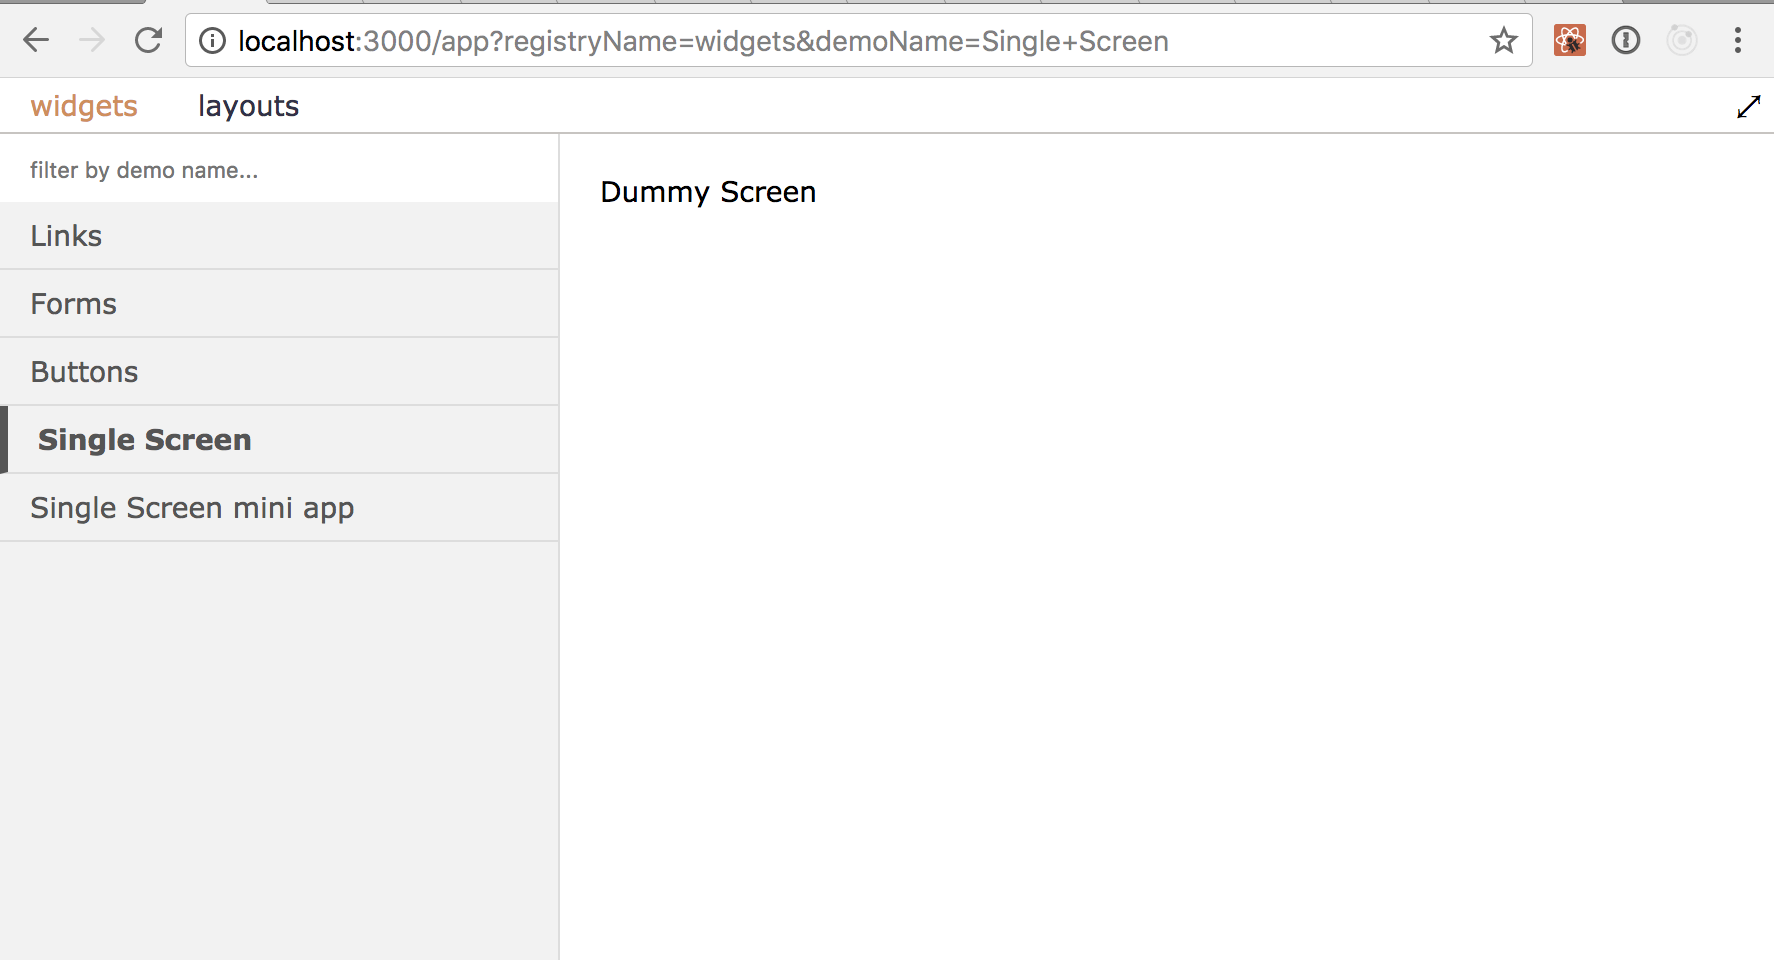 localhost:3000/app?registryName=widgets&demoName=Single+Screen
widgets layouts
filter by demo name...
Links
Forms
Buttons
Single Screen
Single Screen mini app
Dummy Screen